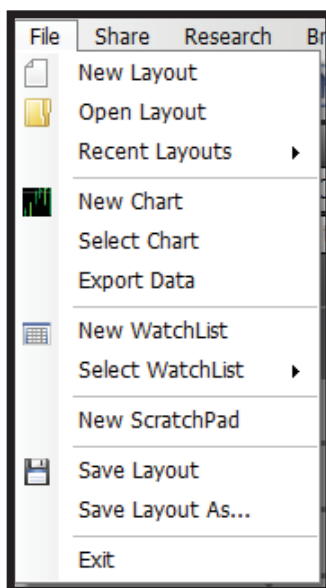 File Share Research Br
New Layout
Open Layout
Recent Layouts
New Chart
Select Chart
Export Data
New WatchList
Select WatchList
New ScratchPad
Save Layout
Save Layout As...
Exit